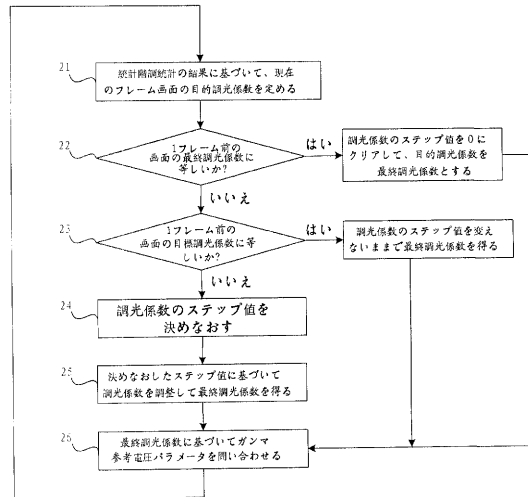 21
統計階調統計の結果に基づいて、現在
のフレーム画面の目的調光係数を定める
22
1フレーム前の
画面の最終調光係数に
等しいか?
はい
調光係数のステップ値を0に
クリアして、目的調光係数を
最終調光係数とする
いいえ
23
1フレーム前の
画面の目標調光係数に等
しいか?
はい
調光係数のステップ値を変え
ないままで最終調光係数を得る
いいえ
24
調光係数のステップ値を
決めなおす
25
決めなおしたステップ値に基づいて
調光係数を調整して最終調光係数を得る
26
最終調光係数に基づいてガンマ
参考電圧パラメータを問い合わせる